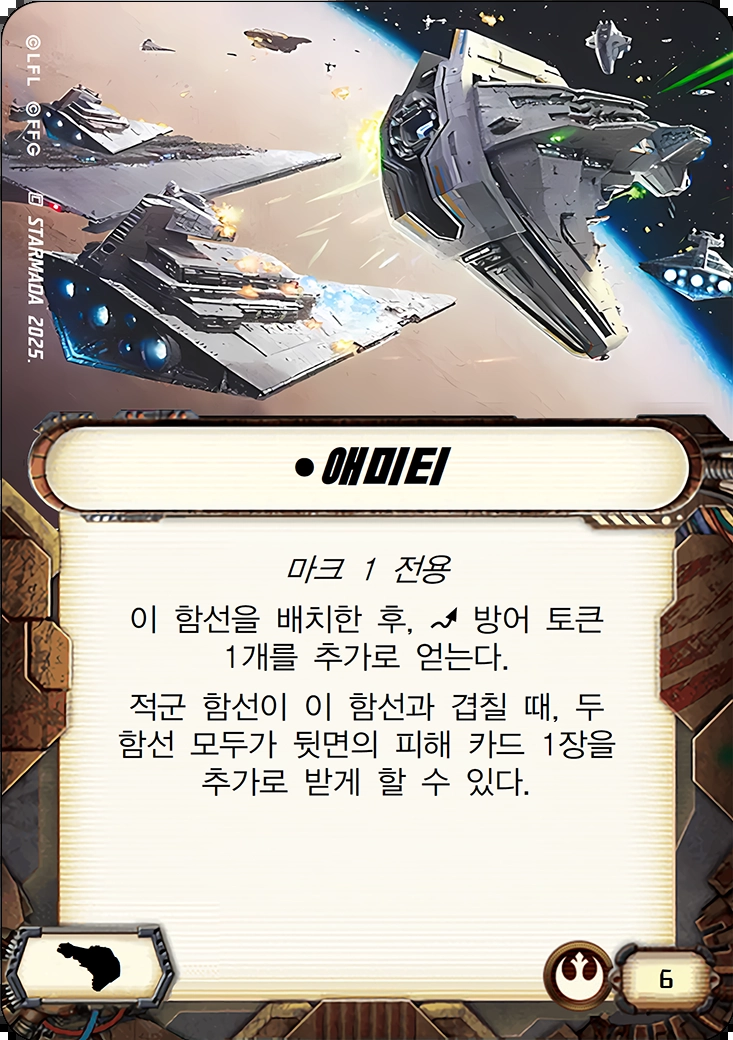 ©LFL ©FFG �четSTARMADA 2025.
● 애미티
마크 1 전용
이 함선을 배치한 후, 방어 토큰
1개를 추가로 얻는다.
적군 함선이 이 함선과 겹칠 때, 두
함선 모두가 뒷면의 피해 카드 1장을
추가로 받게 할 수 있다.
6